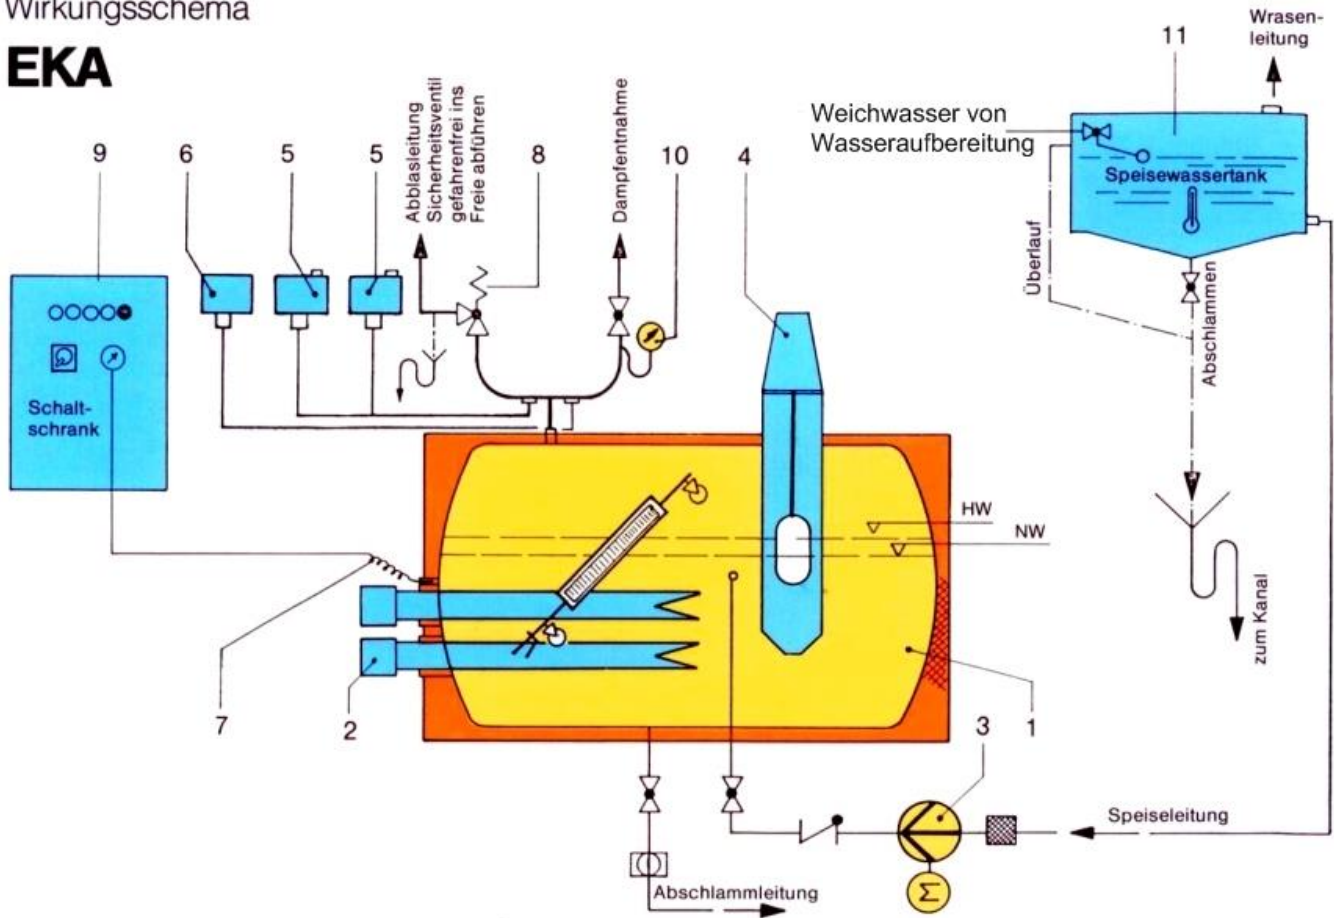 Wirkungsschema
EKA
9
6
5
5
Abblasleitung
Sicherheitsventil
gefahrenfrei ins
Freie abführen
8
Dampfentnahme
10
4
11
Wrasen-
leitung
Weichwasser von
Wasseraufbereitung
Speisewassertank
Überlauf
Abschlammen
zum Kanal
Schalt-
schrank
HW
NW
7
2
3
1
Speiseleitung
Σ
Abschlammleitung